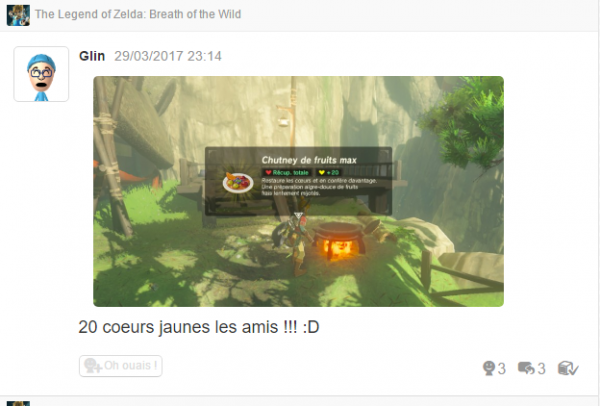 The Legend of Zelda: Breath of the Wild
Glin 29/03/2017 23:14
Chutney de fruits max
Récup. totale +20
Restaure les cœurs et en confère davantage.
Une préparation aigre-douce de fruits
20 coeurs jaunes les amis !!! :D
Oh ouais !
3 3